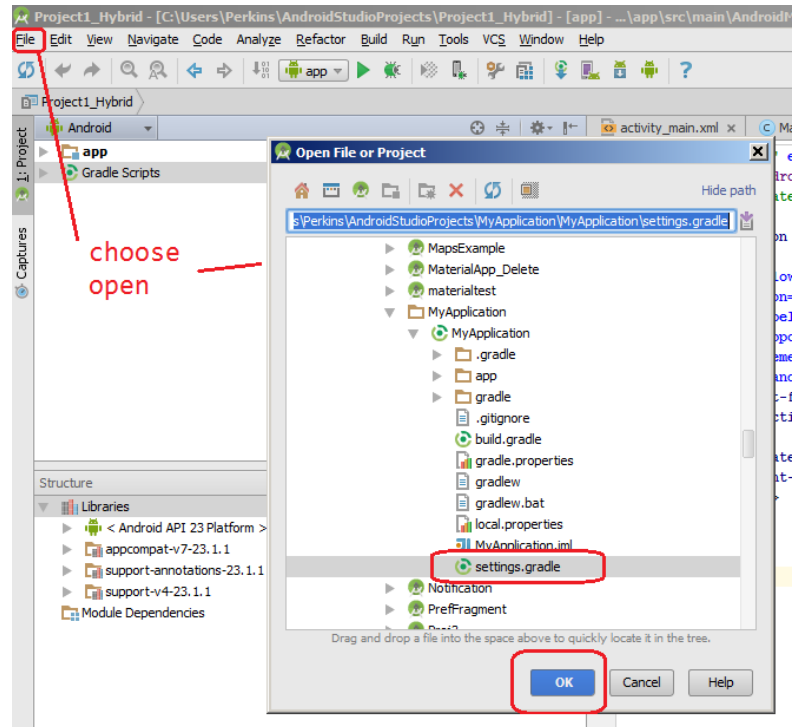 Project1_Hybrid - [C:\Users\Perkins\AndroidStudioProjects\Project1_Hybrid] - [app] - ...\app\src\main\AndroidM
File Edit View Navigate Code Analyze Refactor Build Run Tools VCS Window Help
app
Project1_Hybrid
Android
activity_main.xml
Ma
1: Project
Captures
app
Gradle Scripts
choose
open
Open File or Project
Hide path
s\Perkins\AndroidStudioProjects\MyApplication\MyApplication\settings.gradle
MapsExample
MaterialApp_Delete
materialtest
MyApplication
MyApplication
.gradle
app
gradle
.gitignore
build.gradle
gradle.properties
gradlew
gradlew.bat
local.properties
MyApplication.iml
settings.gradle
Notification
PrefFragment
Drag and drop a file into the space above to quickly locate it in the tree.
OK Cancel Help
Structure
Libraries
< Android API 23 Platform >
appcompat-v7-23.1.1
support-annotations-23.1.1
support-v4-23.1.1
Module Dependencies